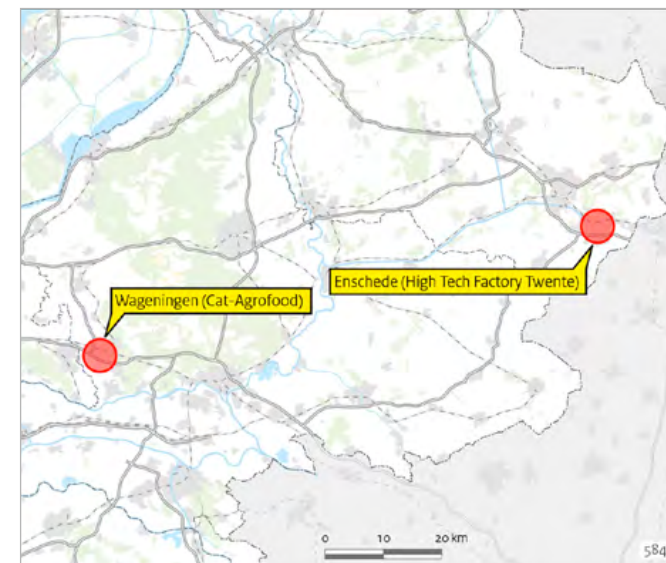 Enschede (High Tech Factory Twente)
Wageningen (Cat-Agrofood)
0 10 20 km
584